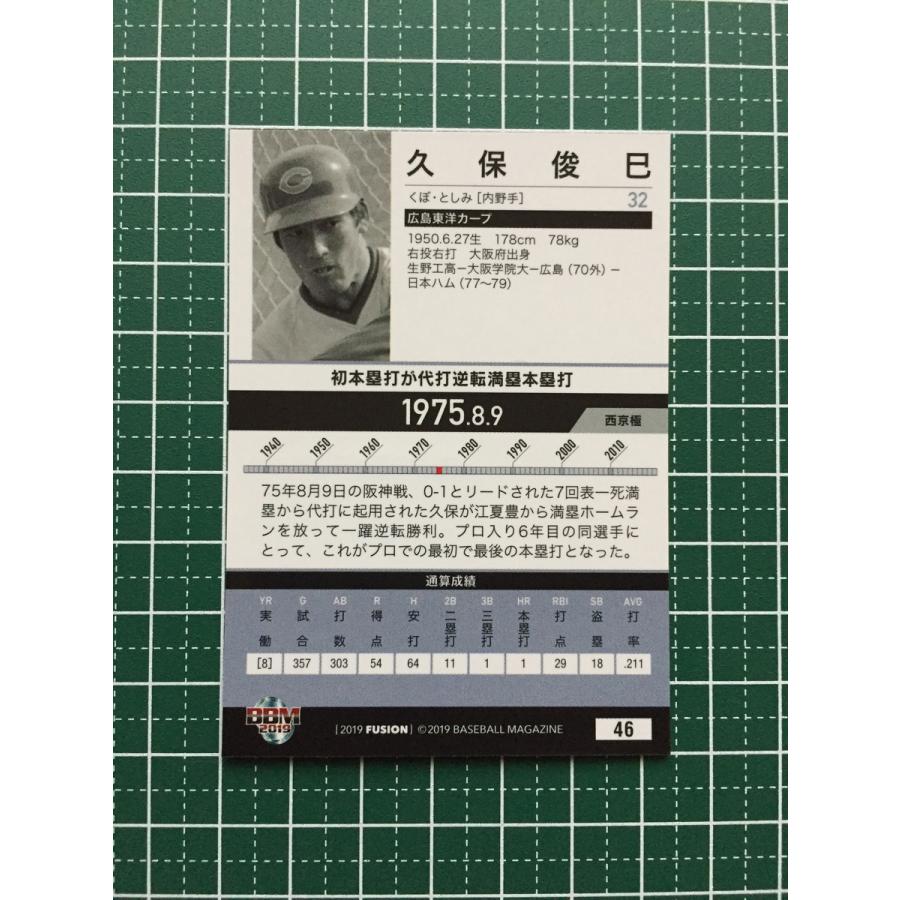 久保俊巳
くぼ・としみ [内野手] 32
広島東洋カープ
1950.6.27生 178cm 78kg
右投右打 大阪府出身
生野工高－大阪学院大－広島（70外）－
日本ハム（77〜79）
初本塁打が代打逆転満塁本塁打
1975.8.9 西京極
1940 1950 1960 1970 1980 1990 2000 2010
75年8月9日の阪神戦、0-1とリードされた7回表一死満
塁から代打に起用された久保が江夏豊から満塁ホームラ
ンを放って一躍逆転勝利。プロ入り6年目の同選手に
とって、これがプロでの最初で最後の本塁打となった。
通算成績
YR G AB R H 2B 3B HR RBI SB AVG
実働 試合 打数 得点 安打 二塁打 三塁打 本塁打 打点 盗塁 打率
[8] 357 303 54 64 11 1 1 29 18 .211
BBM
2019
[2019 FUSION] ©2019 BASEBALL MAGAZINE 46